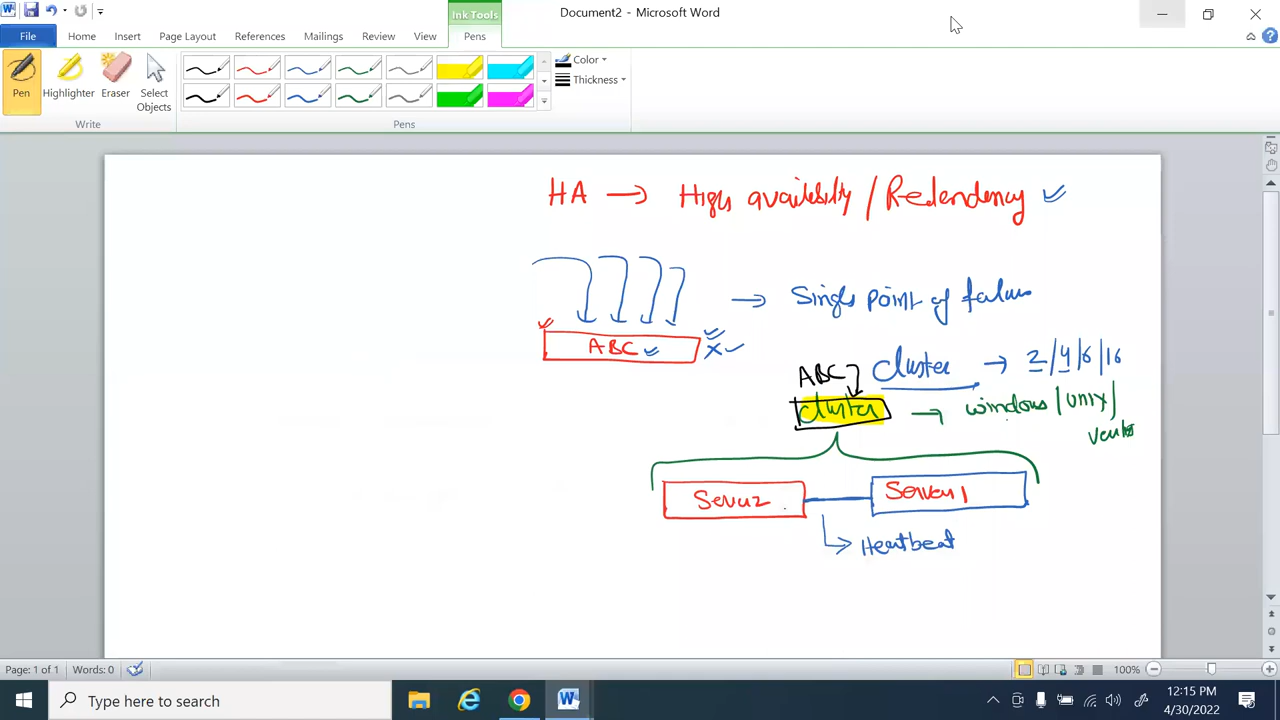 Ink Tools
Document2 - Microsoft Word
File Home Insert Page Layout References Mailings Review View Pens
Pen Highlighter Eraser Select Objects
Color
Thickness
Write Pens
HA → High availability / Redendency
→ Single point of failure
ABC
ABC cluster → 2/4/6/16
cluster → windows / Unix /
Server2 Server1
Heartbeat
Page: 1 of 1 Words: 0 100%
Type here to search
12:15 PM
4/30/2022